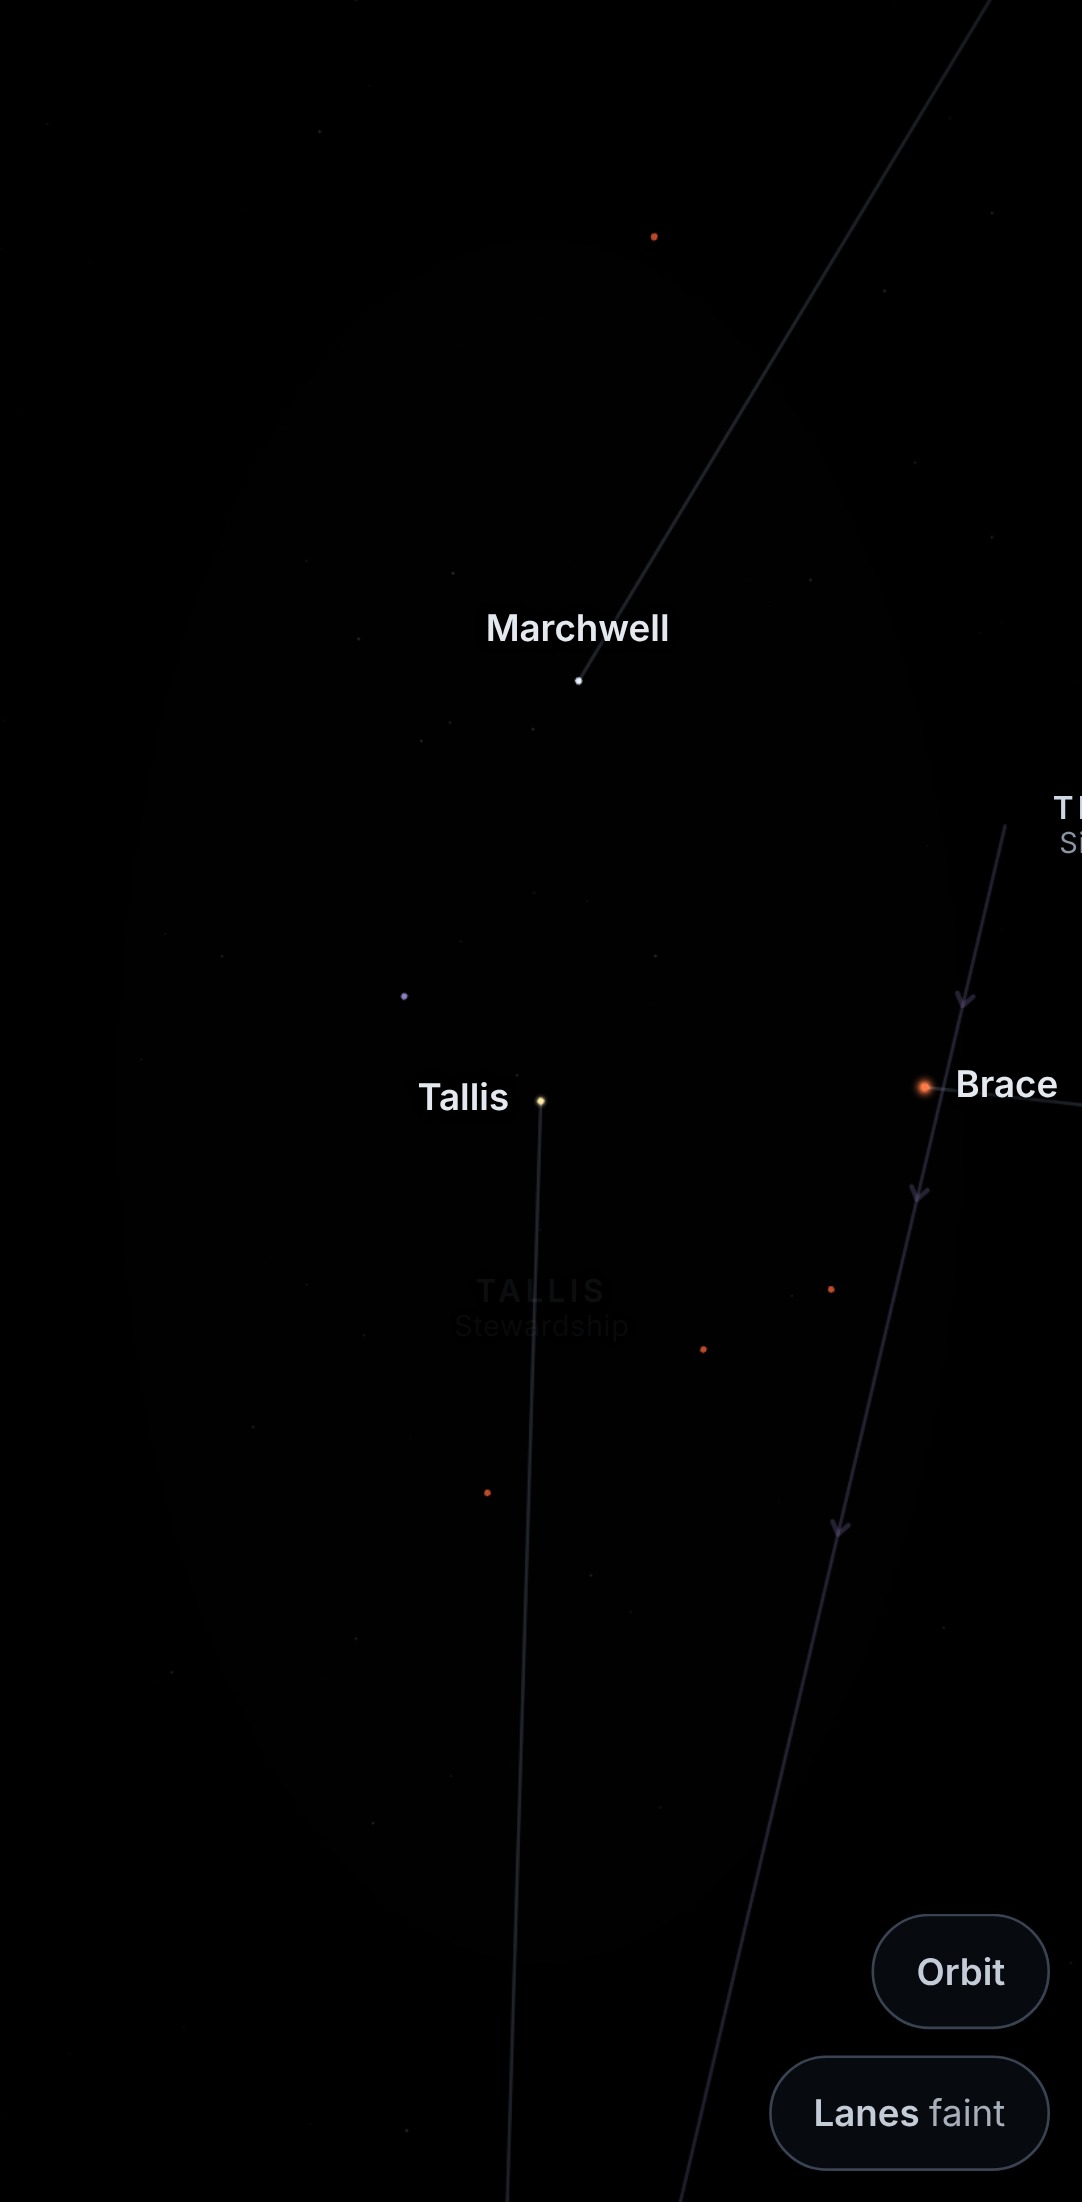 Marchwell
Tallis
Brace
TALLIS
Stewardship
Orbit
Lanes faint